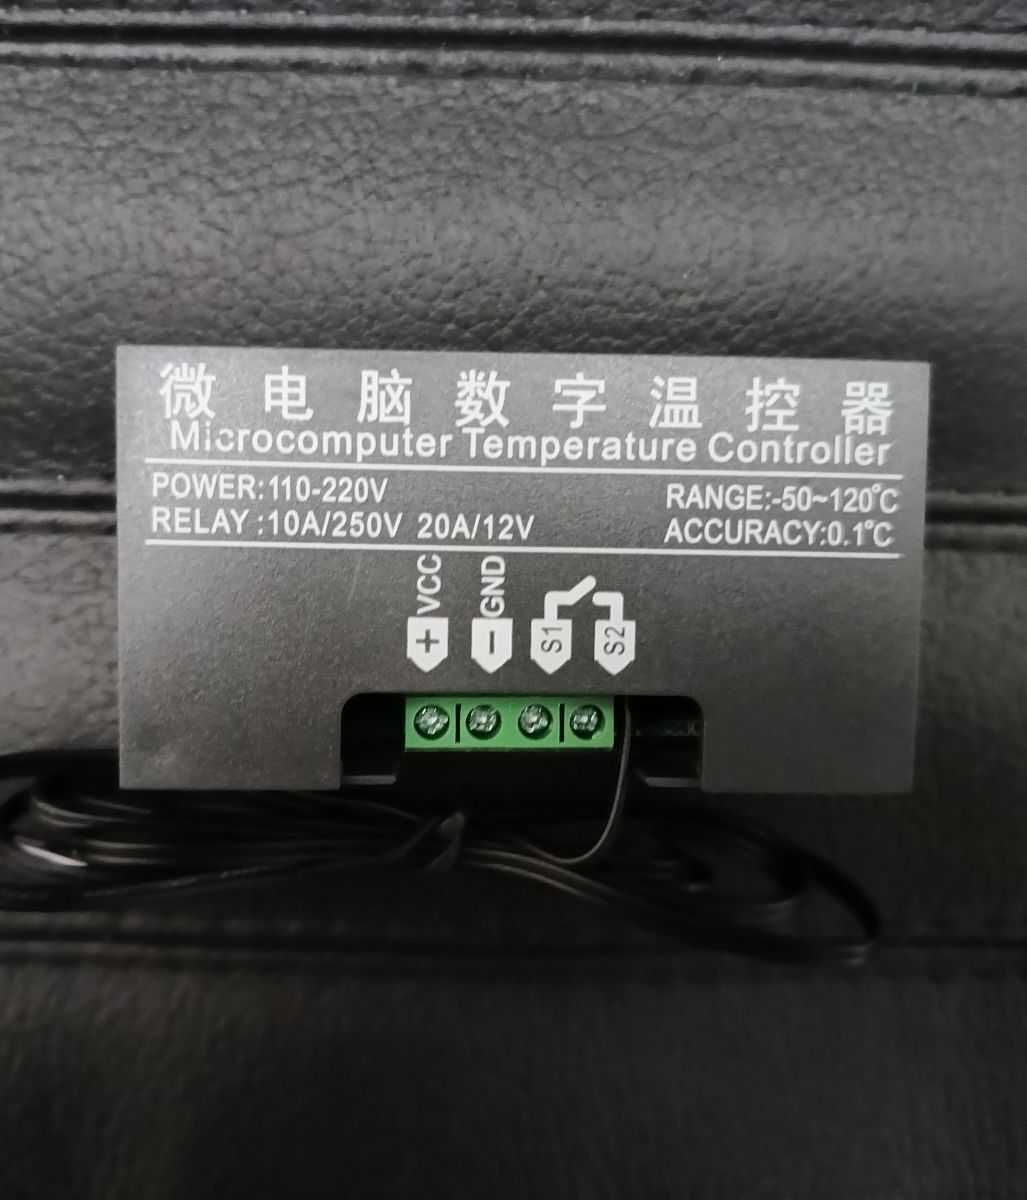 微电脑数字温控器
Microcomputer Temperature Controller
POWER:110-220V
RELAY :10A/250V 20A/12V
RANGE:-50~120°C
ACCURACY:0.1°C
+ VCC
- GND
S1
S2